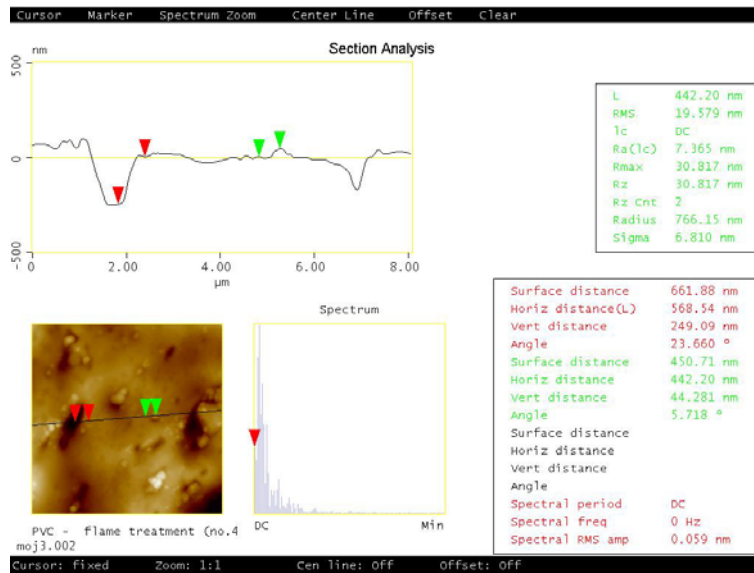 Cursor Marker Spectrum Zoom Center Line Offset Clear
Section Analysis
nm
500
0
-500
0 2.00 4.00 6.00 8.00
µm
L 442.20 nm
RMS 19.579 nm
lc DC
Ra(lc) 7.365 nm
Rmax 30.817 nm
Rz 30.817 nm
Rz Cnt 2
Radius 766.15 nm
Sigma 6.810 nm
Surface distance 661.88 nm
Horiz distance(L) 568.54 nm
Vert distance 249.09 nm
Angle 23.660 °
Surface distance 450.71 nm
Horiz distance 442.20 nm
Vert distance 44.281 nm
Angle 5.718 °
Surface distance
Horiz distance
Vert distance
Angle
Spectral period DC
Spectral freq 0 Hz
Spectral RMS amp 0.059 nm
Spectrum
DC Min
PVC - flame treatment (no.4
moj3.002
Cursor: fixed Zoom: 1:1 Cen line: Off Offset: Off